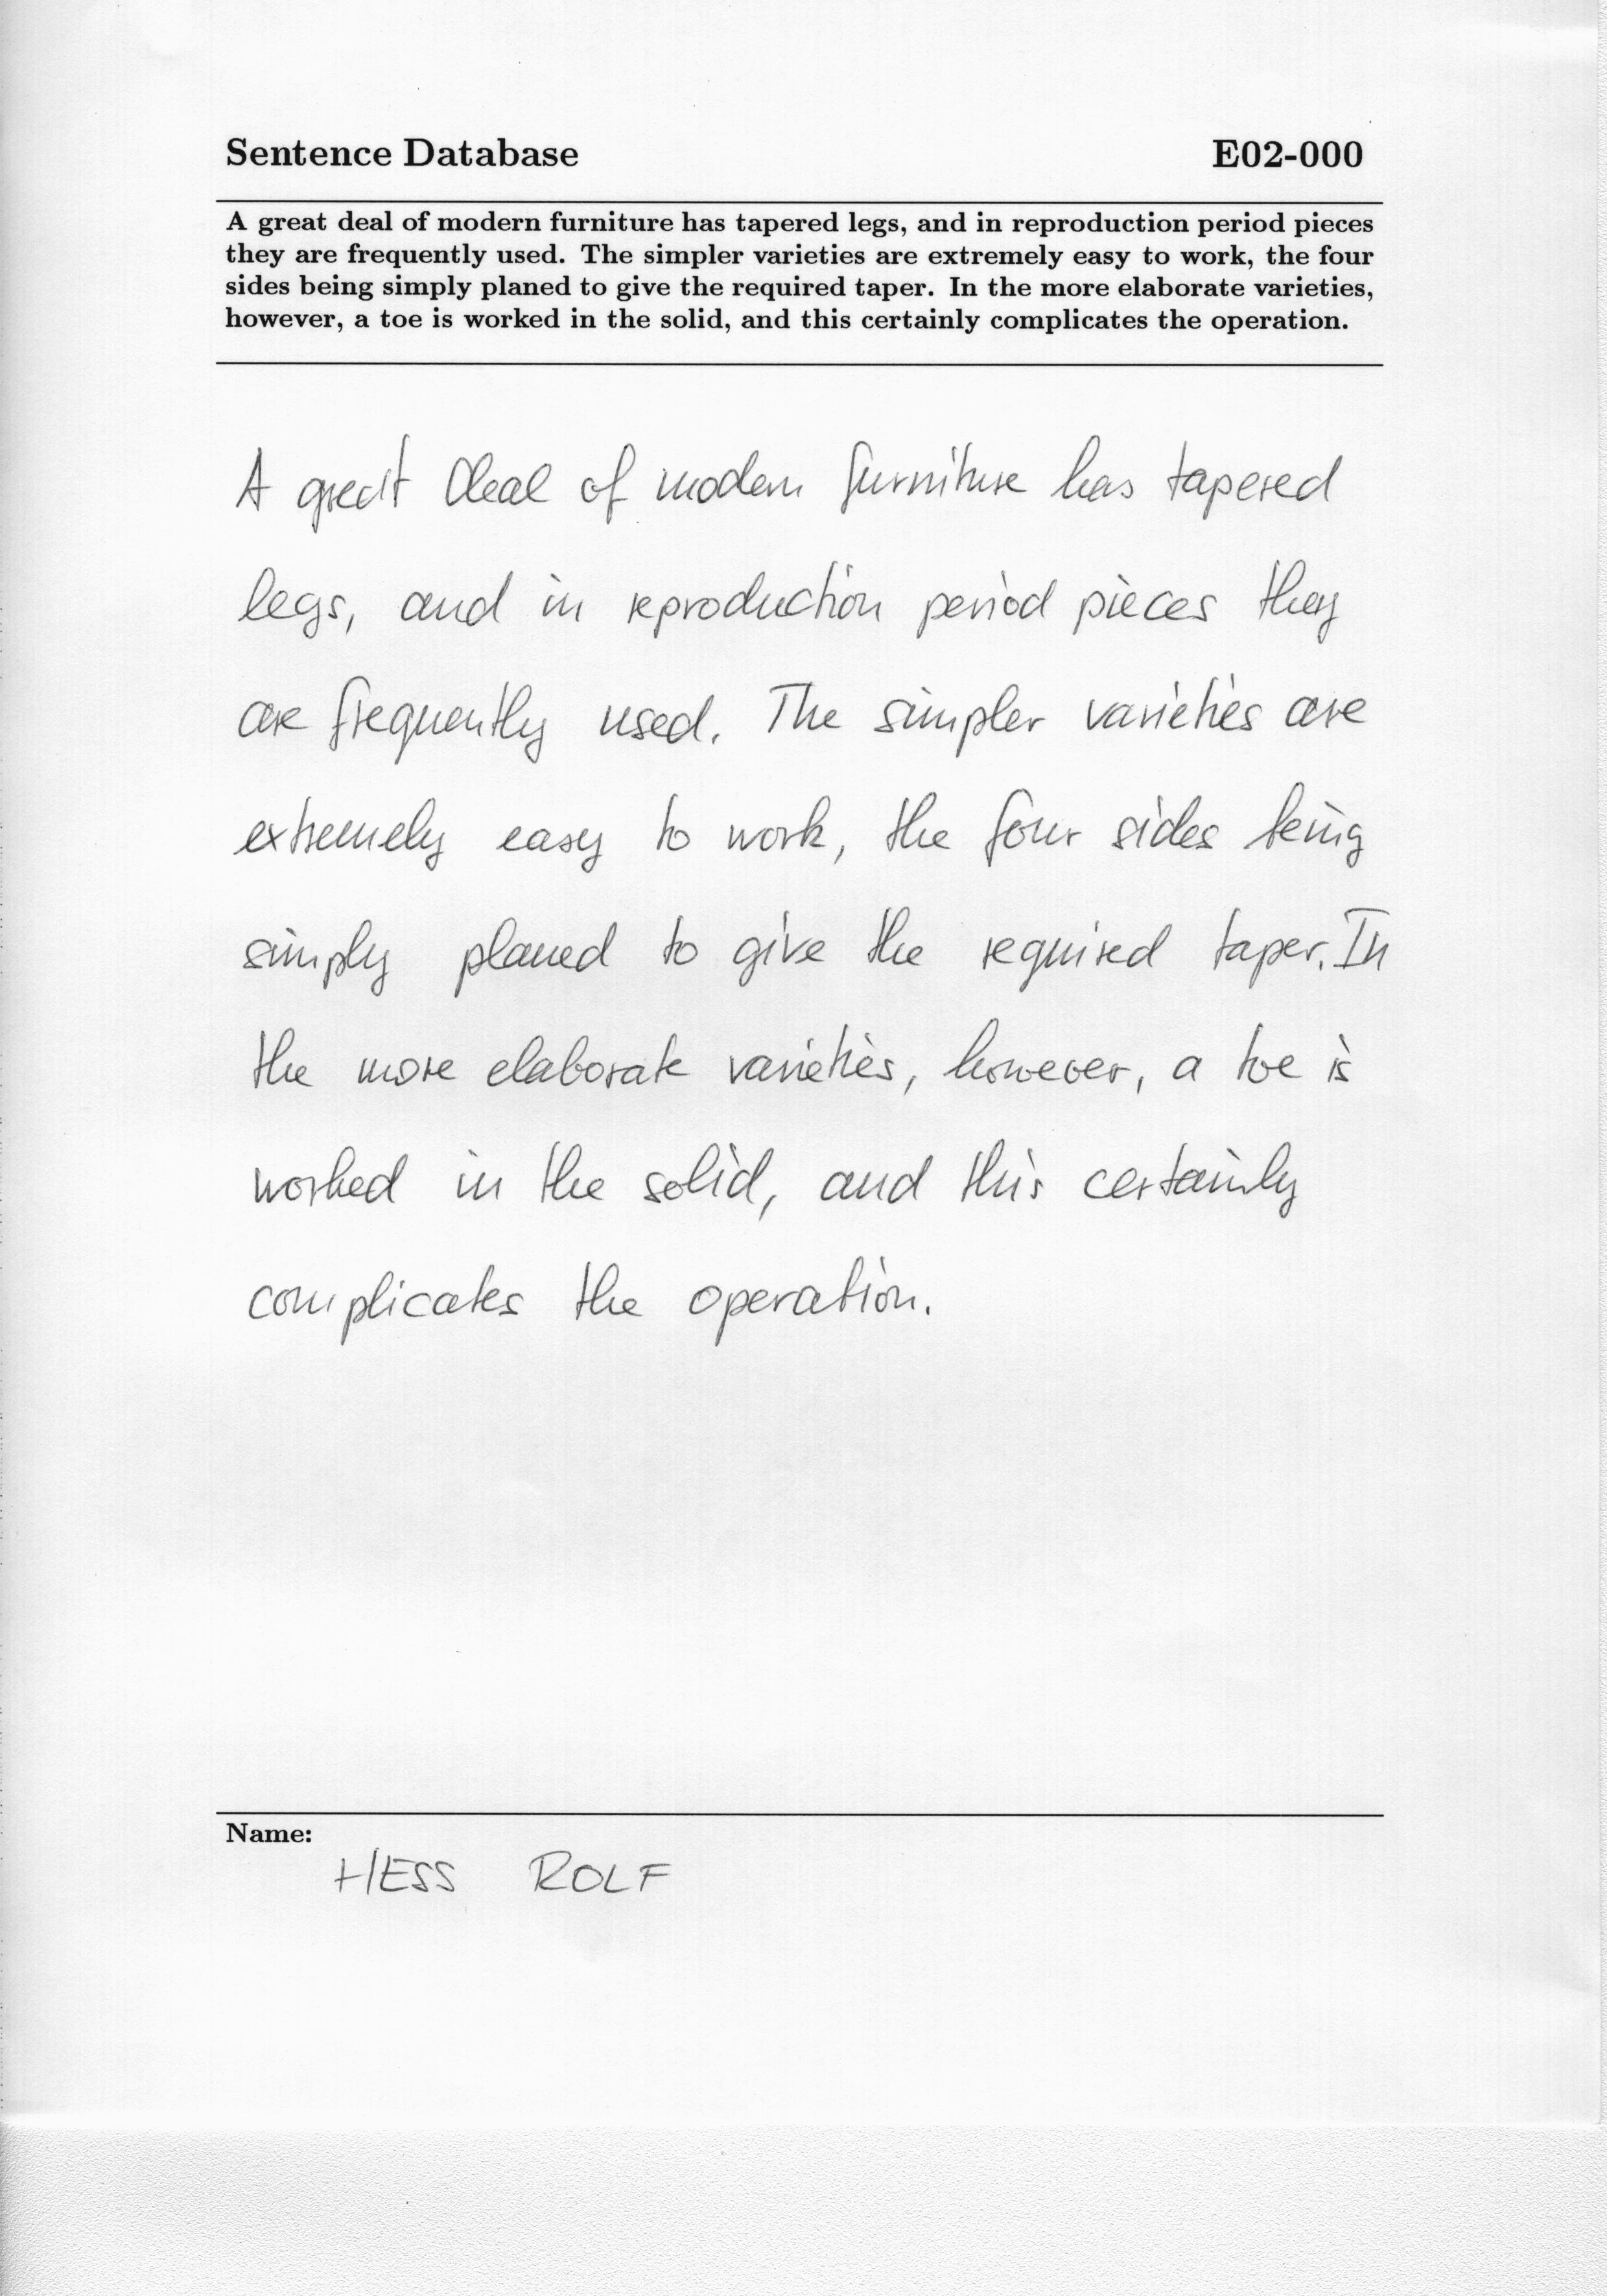 Sentence Database E02-000
A great deal of modern furniture has tapered legs, and in reproduction period pieces
they are frequently used. The simpler varieties are extremely easy to work, the four
sides being simply planed to give the required taper. In the more elaborate varieties,
however, a toe is worked in the solid, and this certainly complicates the operation.
A great deal of modern furniture has tapered
legs, and in reproduction period pieces they
are frequently used. The simpler varieties are
extremely easy to work, the four sides being
simply planed to give the required taper. In
the more elaborate varieties, however, a toe is
worked in the solid, and this certainly
complicates the operation.
Name:
HESS ROLF